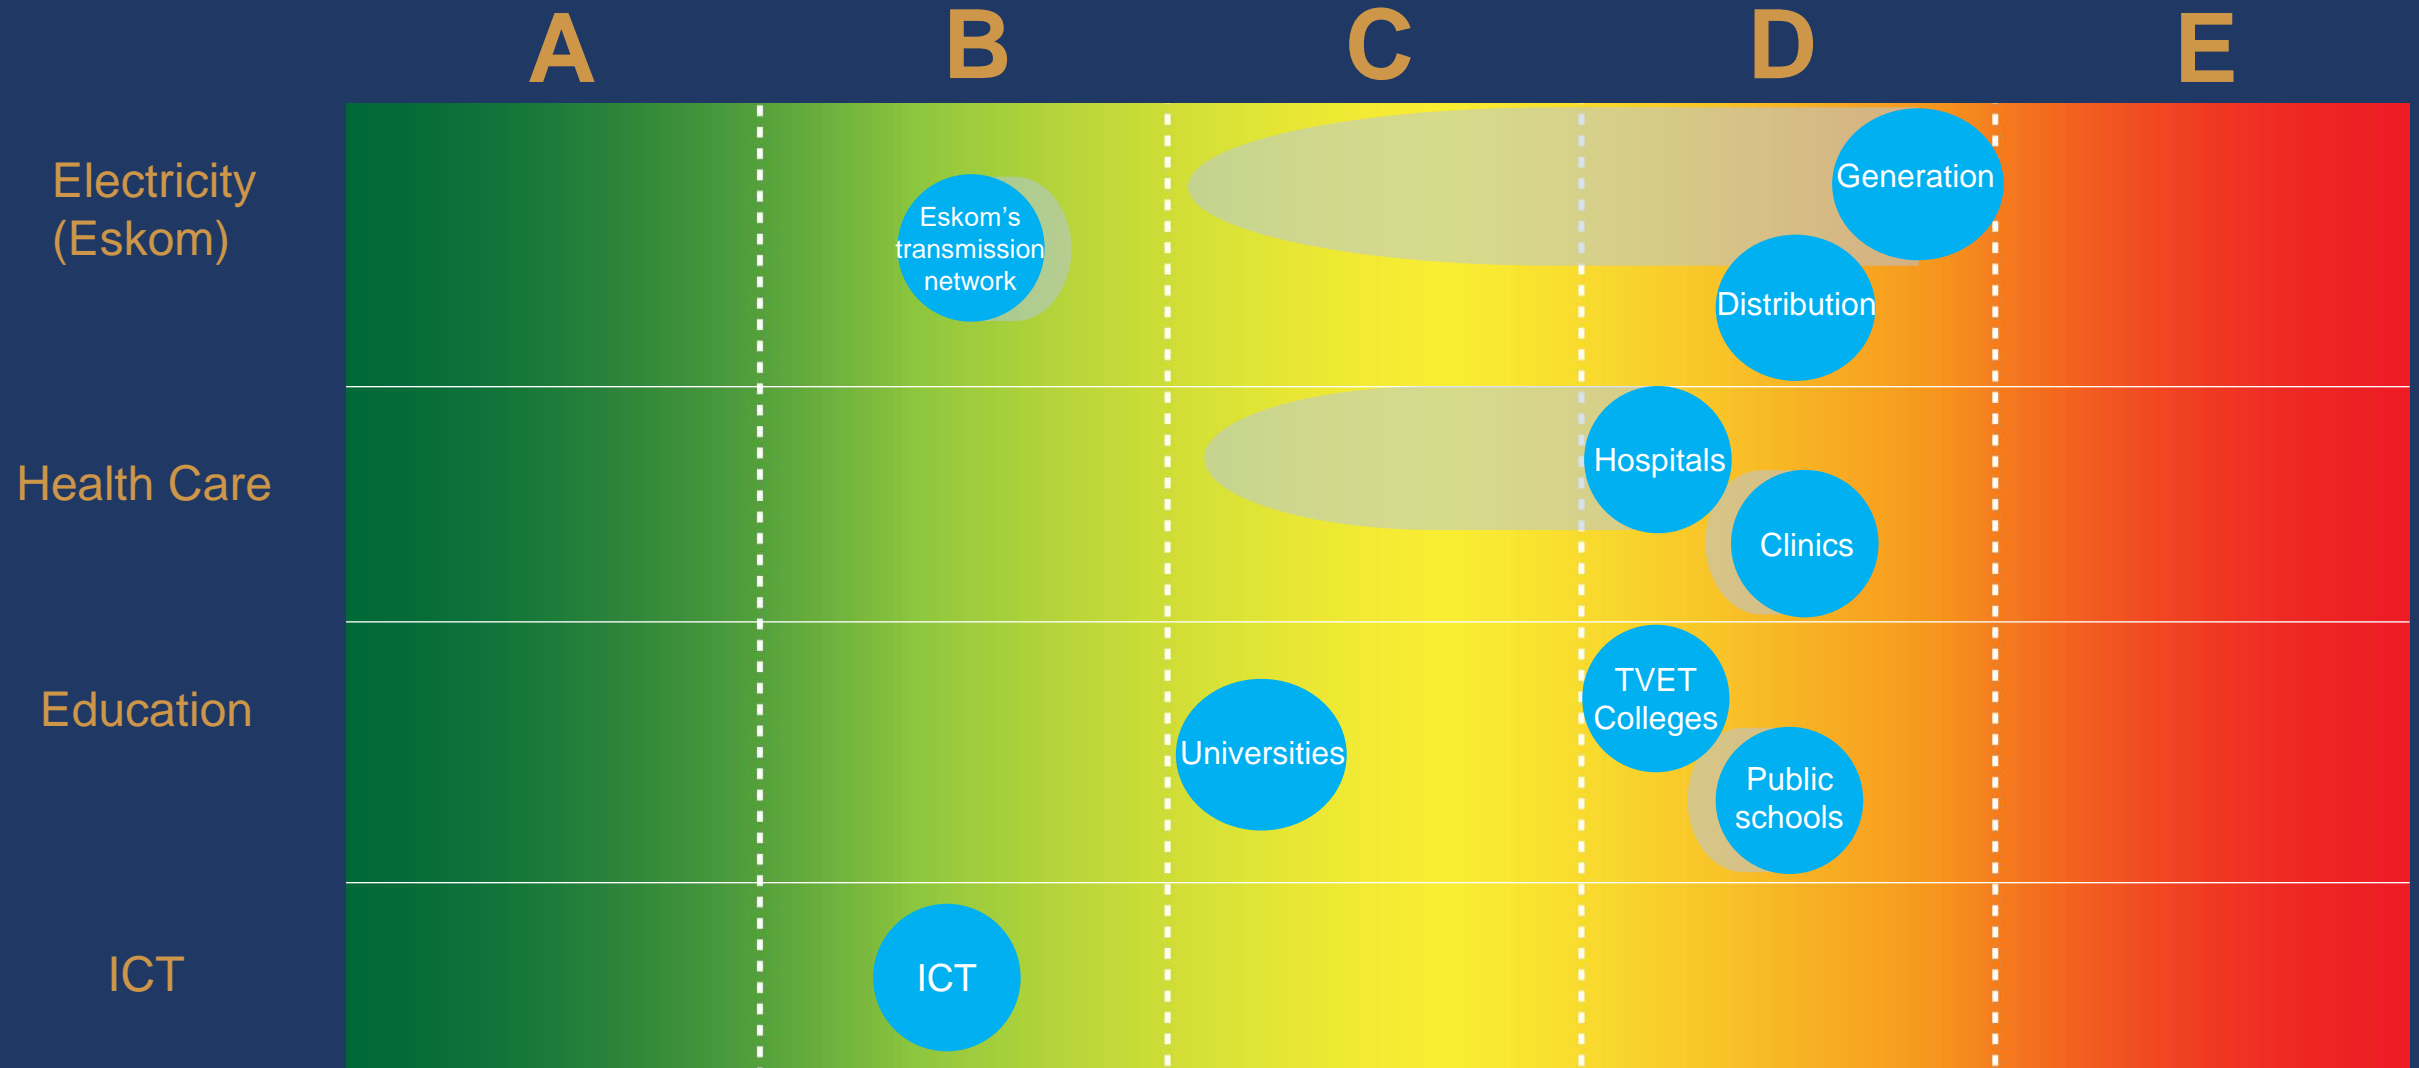 A
B
C
D
E
Electricity
(Eskom)
Eskom’s
transmission
network
Generation
Distribution
Health Care
Hospitals
Clinics
Education
Universities
TVET
Colleges
Public
schools
ICT
ICT